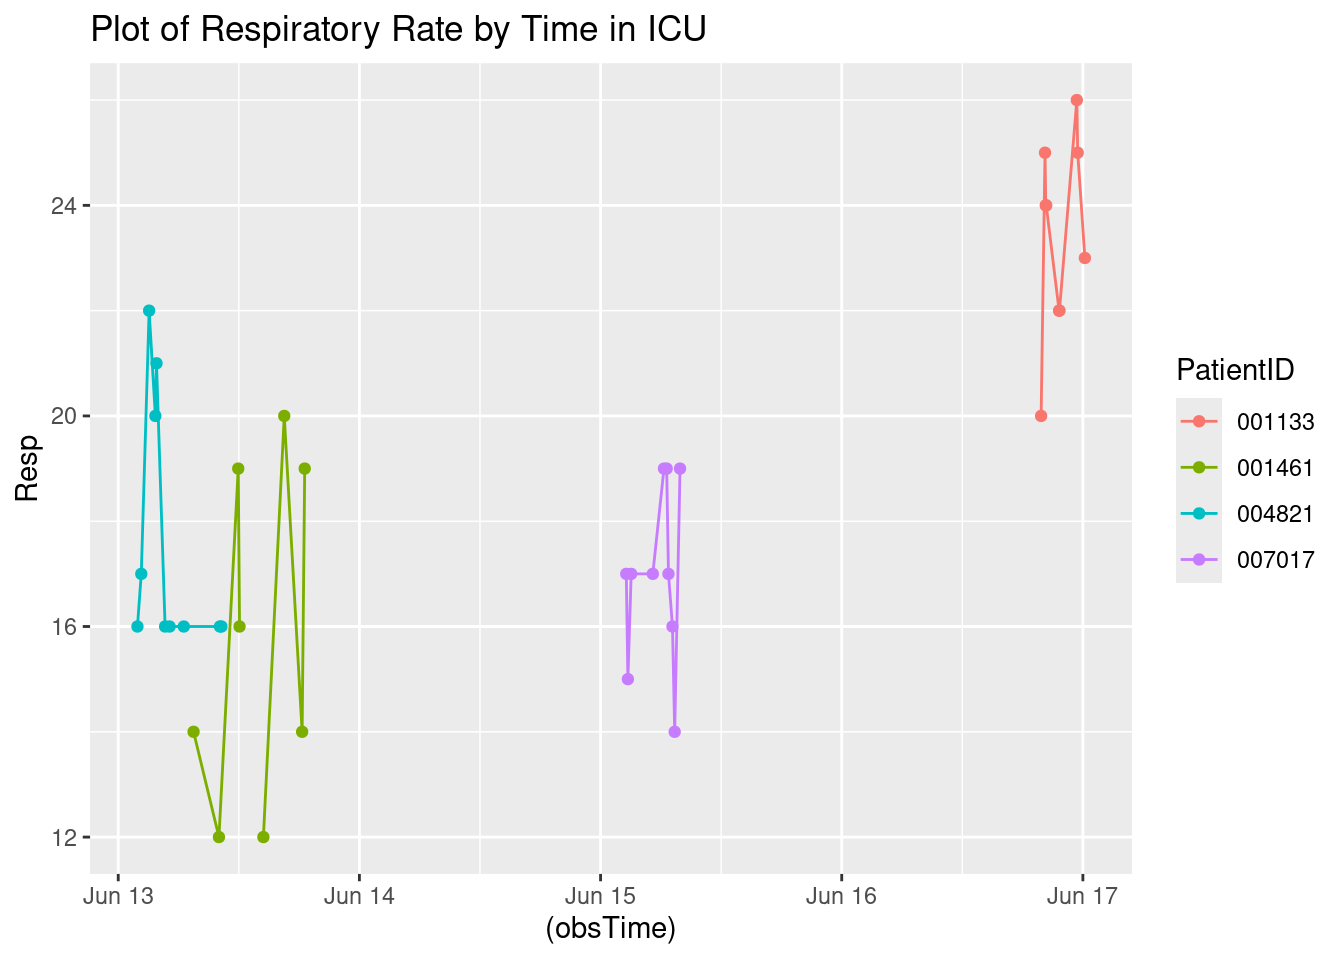 Plot of Respiratory Rate by Time in ICU
24
20
16
12
Resp
Jun 13
Jun 14
Jun 15
Jun 16
Jun 17
(obsTime)
PatientID
001133
001461
004821
007017